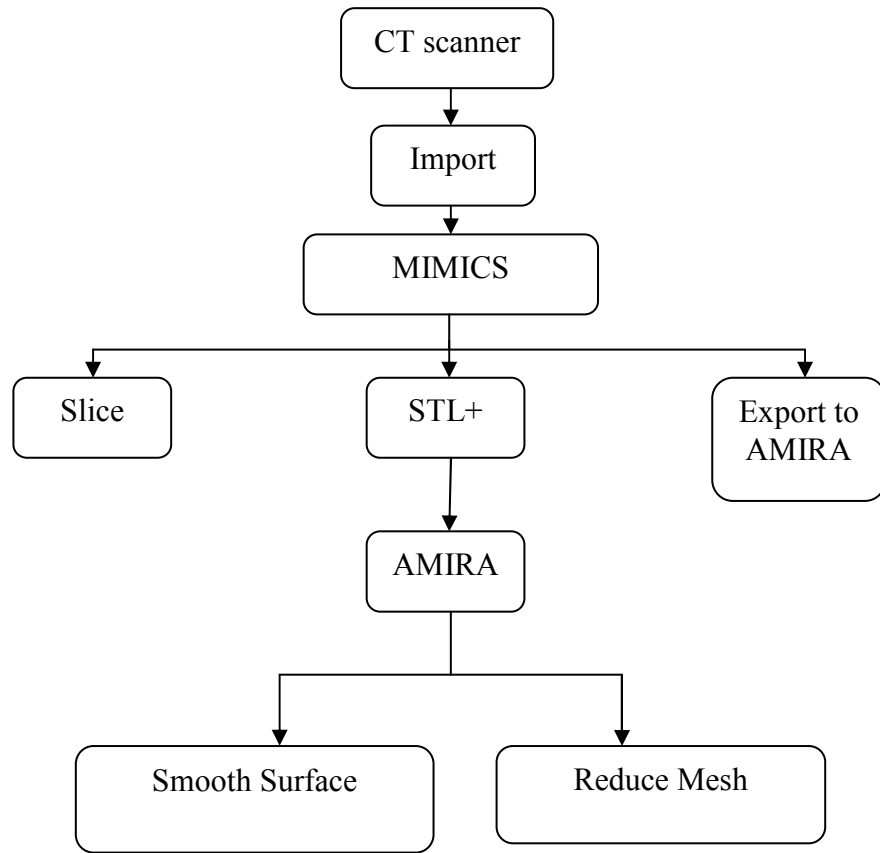 CT scanner
Import
MIMICS
Slice
STL+
Export to
AMIRA
AMIRA
Smooth Surface
Reduce Mesh